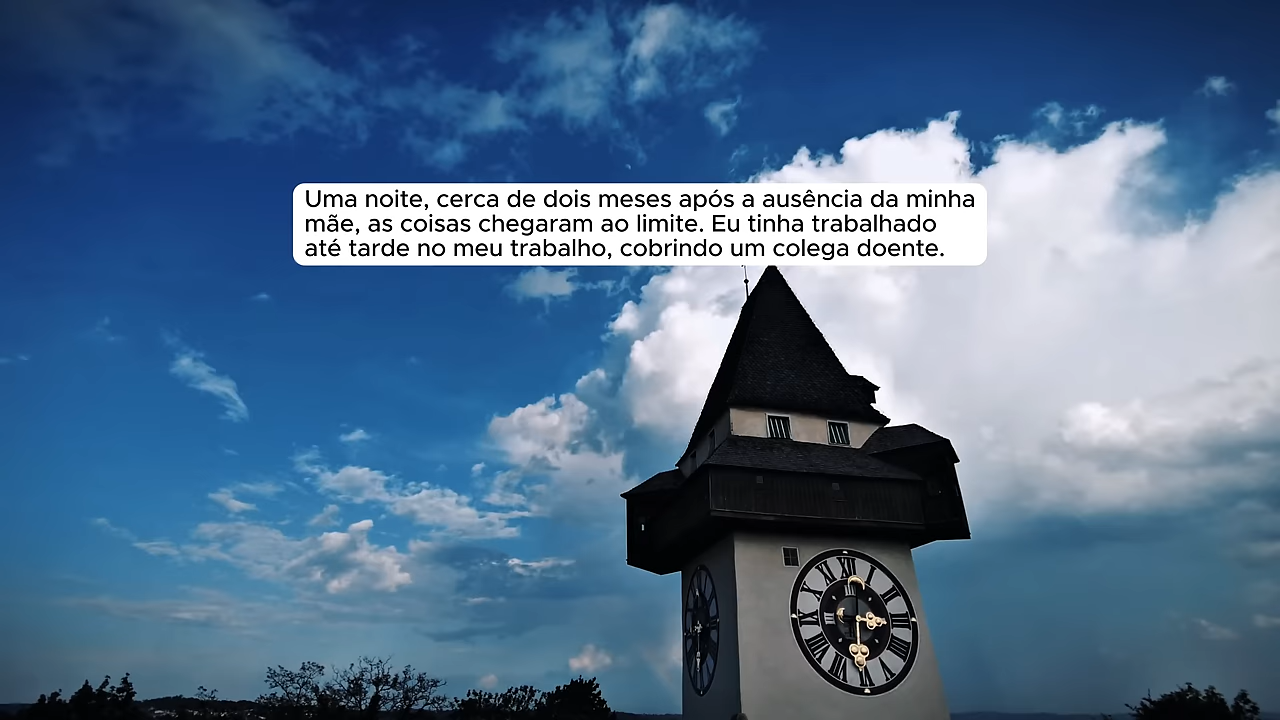 Uma noite, cerca de dois meses após a ausência da minha
mãe, as coisas chegaram ao limite. Eu tinha trabalhado
até tarde no meu trabalho, cobrindo um colega doente.